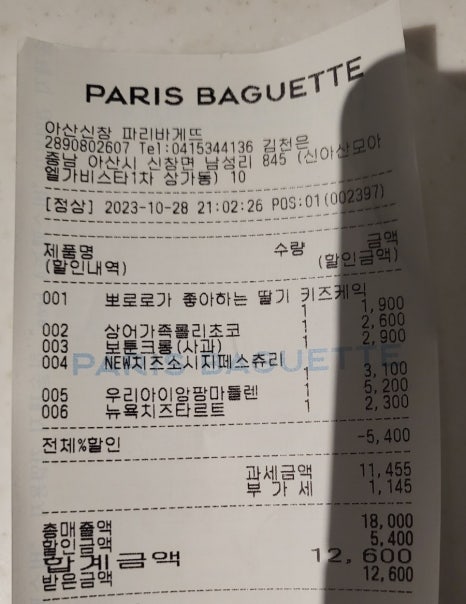 PARIS BAGUETTE
아산신창 파리바게뜨
2890802607 Tel:0415344136 김천은
충남 아산시 신창면 남성리 845 (신아산모아
엘가비스타1차 상가동) 10
[정상] 2023-10-28 21:02:26 POS:01(002397)
제품명 수량 금액
(할인내역) (할인금액)
001 뽀로로가 좋아하는 딸기 키즈케익
1 1,900
002 상어가족롤리초코 1 2,600
003 보튼크롱(사과) 1 2,900
004 NEW치즈소시지페스츄리
1 3,100
005 우리아이앙팡마들렌 1 5,200
006 뉴욕치즈타르트 1 2,300
전체%할인 -5,400
과세금액 11,455
부 가 세 1,145
총매출액 18,000
할인금액 5,400
합계금액 12,600
받은금액 12,600
PARIS BAGUETTE